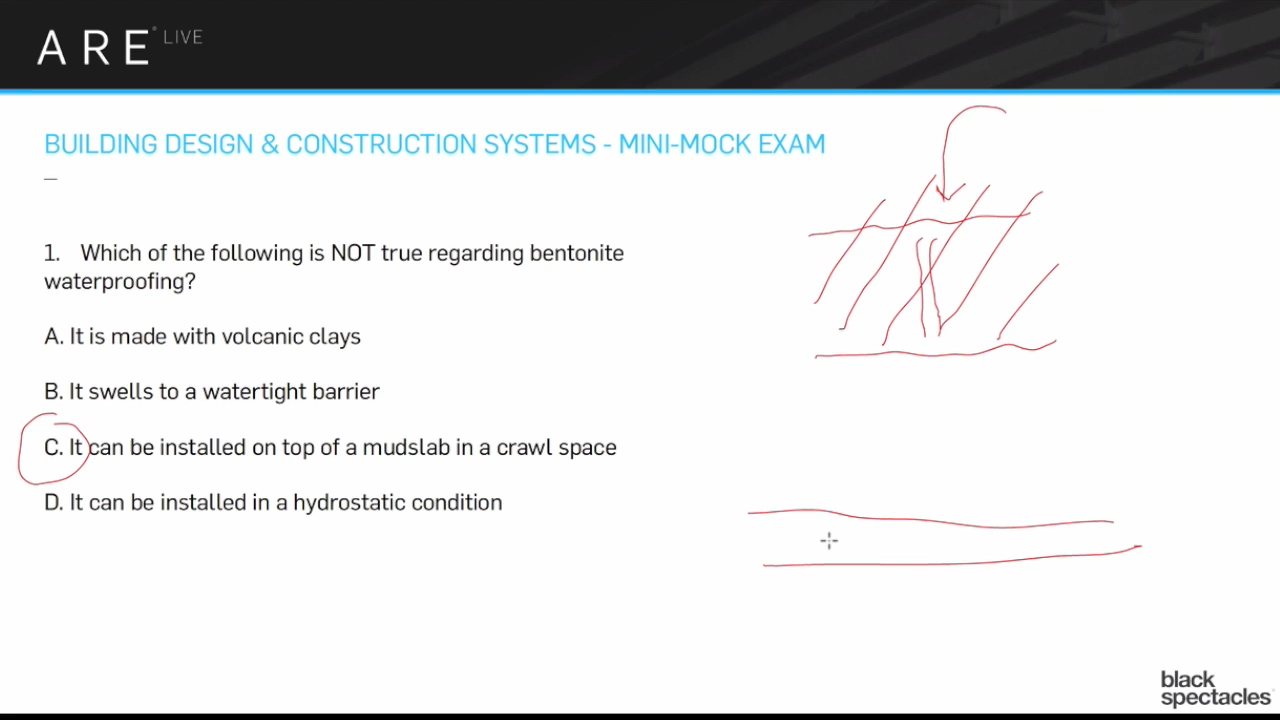 ARE® LIVE
BUILDING DESIGN & CONSTRUCTION SYSTEMS - MINI-MOCK EXAM
—
1. Which of the following is NOT true regarding bentonite
waterproofing?
A. It is made with volcanic clays
B. It swells to a watertight barrier
C. It can be installed on top of a mudslab in a crawl space
D. It can be installed in a hydrostatic condition
black
spectacles